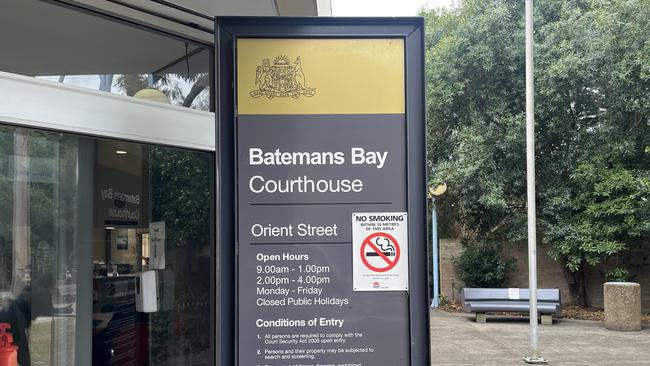 Batemans Bay
Courthouse
Orient Street
NO SMOKING
WITHIN 10 METRES
OF THIS AREA
Open Hours
9.00am - 1.00pm
2.00pm - 4.00pm
Monday - Friday
Closed Public Holidays
Conditions of Entry
1. All persons are required to comply with the
Court Security Act 2005 upon entry.
2. Persons and their property may be subjected to
search and screening.